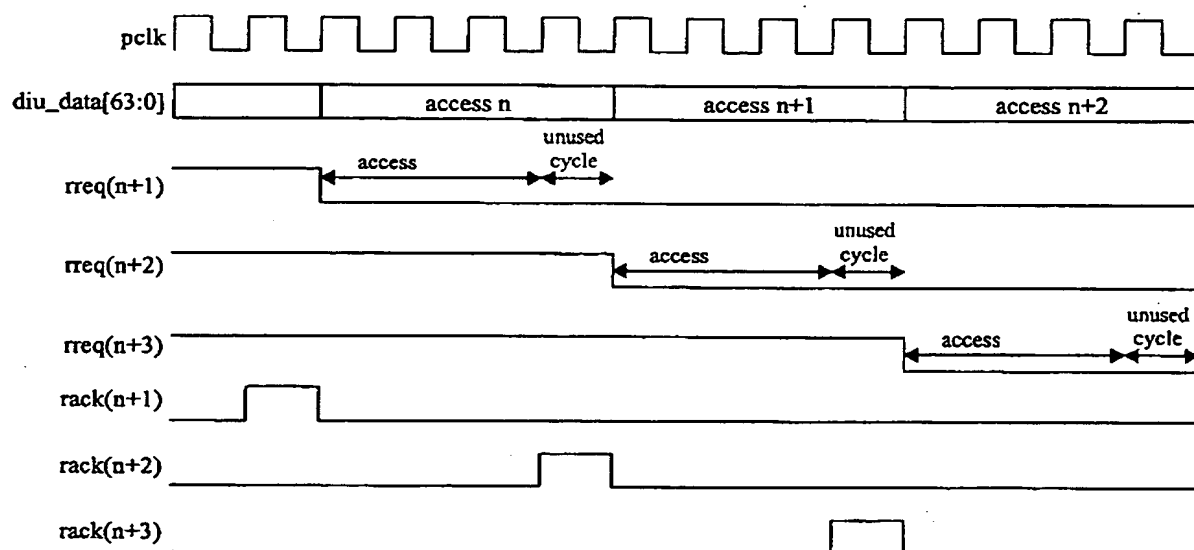 pclk
diu_data[63:0]
access n
access n+1
access n+2
rreq(n+1)
access
unused
cycle
rreq(n+2)
access
unused
cycle
rreq(n+3)
access
unused
cycle
rack(n+1)
rack(n+2)
rack(n+3)